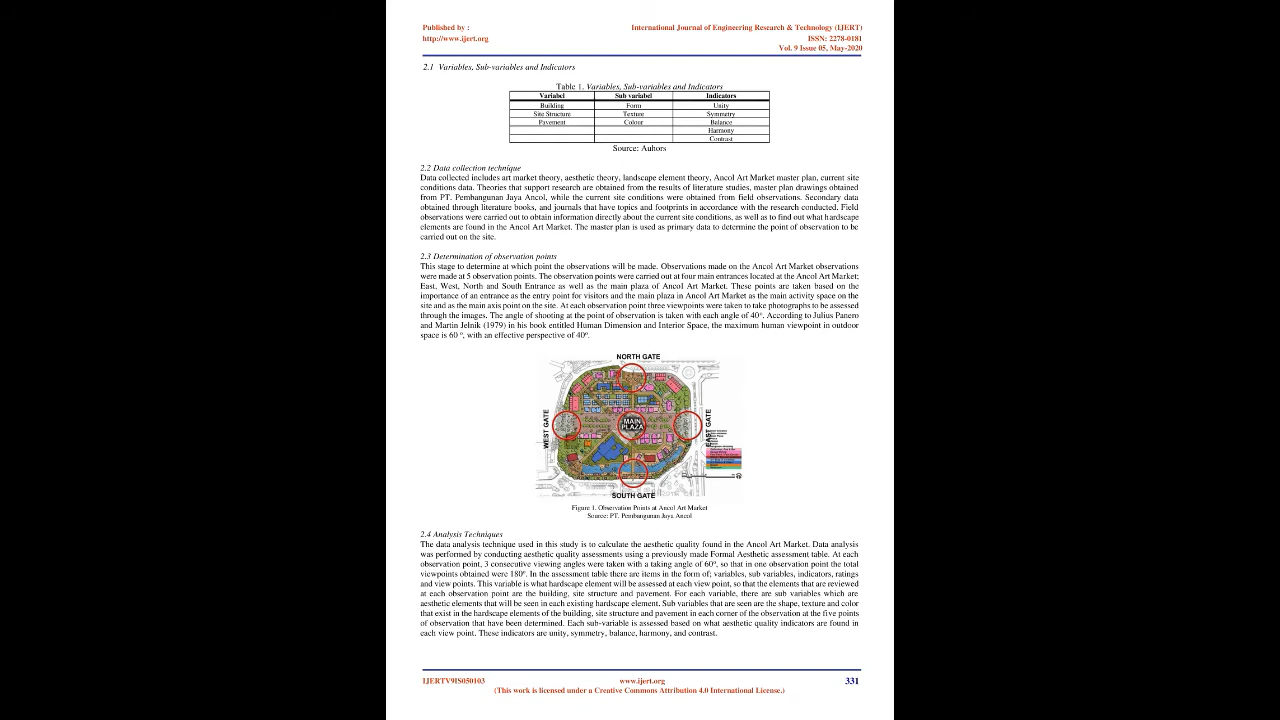 Published by :
International Journal of Engineering Research & Technology (IJERT)
http://www.ijert.org
ISSN: 2278-0181
Vol. 9 Issue 05, May-2020
2.1 Variables, Sub-variables and Indicators
Table 1. Variables, Sub-variables and Indicators
Variabel Sub variabel Indicators
Building Form Unity
Site Structure Texture Symmetry
Pavement Colour Balance
Harmony
Contrast
Source: Auhors
2.2 Data collection technique
Data collected includes art market theory, aesthetic theory, landscape element theory, Ancol Art Market master plan, current site
conditions data. Theories that support research are obtained from the results of literature studies, master plan drawings obtained
from PT. Pembangunan Jaya Ancol, while the current site conditions were obtained from field observations. Secondary data
obtained through literature books, and journals that have topics and footprints in accordance with the research conducted. Field
observations were carried out to obtain information directly about the current site conditions, as well as to find out what hardscape
elements are found in the Ancol Art Market. The master plan is used as primary data to determine the point of observation to be
carried out on the site.
2.3 Determination of observation points
This stage to determine at which point the observations will be made. Observations made on the Ancol Art Market observations
were made at 5 observation points. The observation points were carried out at four main entrances located at the Ancol Art Market;
East, West, North and South Entrance as well as the main plaza of Ancol Art Market. These points are taken based on the
importance of an entrance as the entry point for visitors and the main plaza in Ancol Art Market as the main activity space on the
site and as the main axis point on the site. At each observation point three viewpoints were taken to take photographs to be assessed
through the images. The angle of shooting at the point of observation is taken with each angle of 40°. According to Julius Panero
and Martin Jelnik (1979) in his book entitled Human Dimension and Interior Space, the maximum human viewpoint in outdoor
space is 60 °, with an effective perspective of 40°.
NORTH GATE
WEST GATE
MAIN
PLAZA
EAST GATE
SOUTH GATE
Figure 1. Observation Points at Ancol Art Market
Source: PT. Pembangunan Jaya Ancol
2.4 Analysis Techniques
The data analysis technique used in this study is to calculate the aesthetic quality found in the Ancol Art Market. Data analysis
was performed by conducting aesthetic quality assessments using a previously made Formal Aesthetic assessment table. At each
observation point, 3 consecutive viewing angles were taken with a taking angle of 60°, so that in one observation point the total
viewpoints obtained were 180°. In the assessment table there are items in the form of; variables, sub variables, indicators, ratings
and view points. This variable is what hardscape element will be assessed at each view point, so that the elements that are reviewed
at each observation point are the building, site structure and pavement. For each variable, there are sub variables which are
aesthetic elements that will be seen in each existing hardscape element. Sub variables that are seen are the shape, texture and color
that exist in the hardscape elements of the building, site structure and pavement in each corner of the observation at the five points
of observation that have been determined. Each sub-variable is assessed based on what aesthetic quality indicators are found in
each view point. These indicators are unity, symmetry, balance, harmony, and contrast.
IJERTV9IS050103
www.ijert.org
331
(This work is licensed under a Creative Commons Attribution 4.0 International License.)